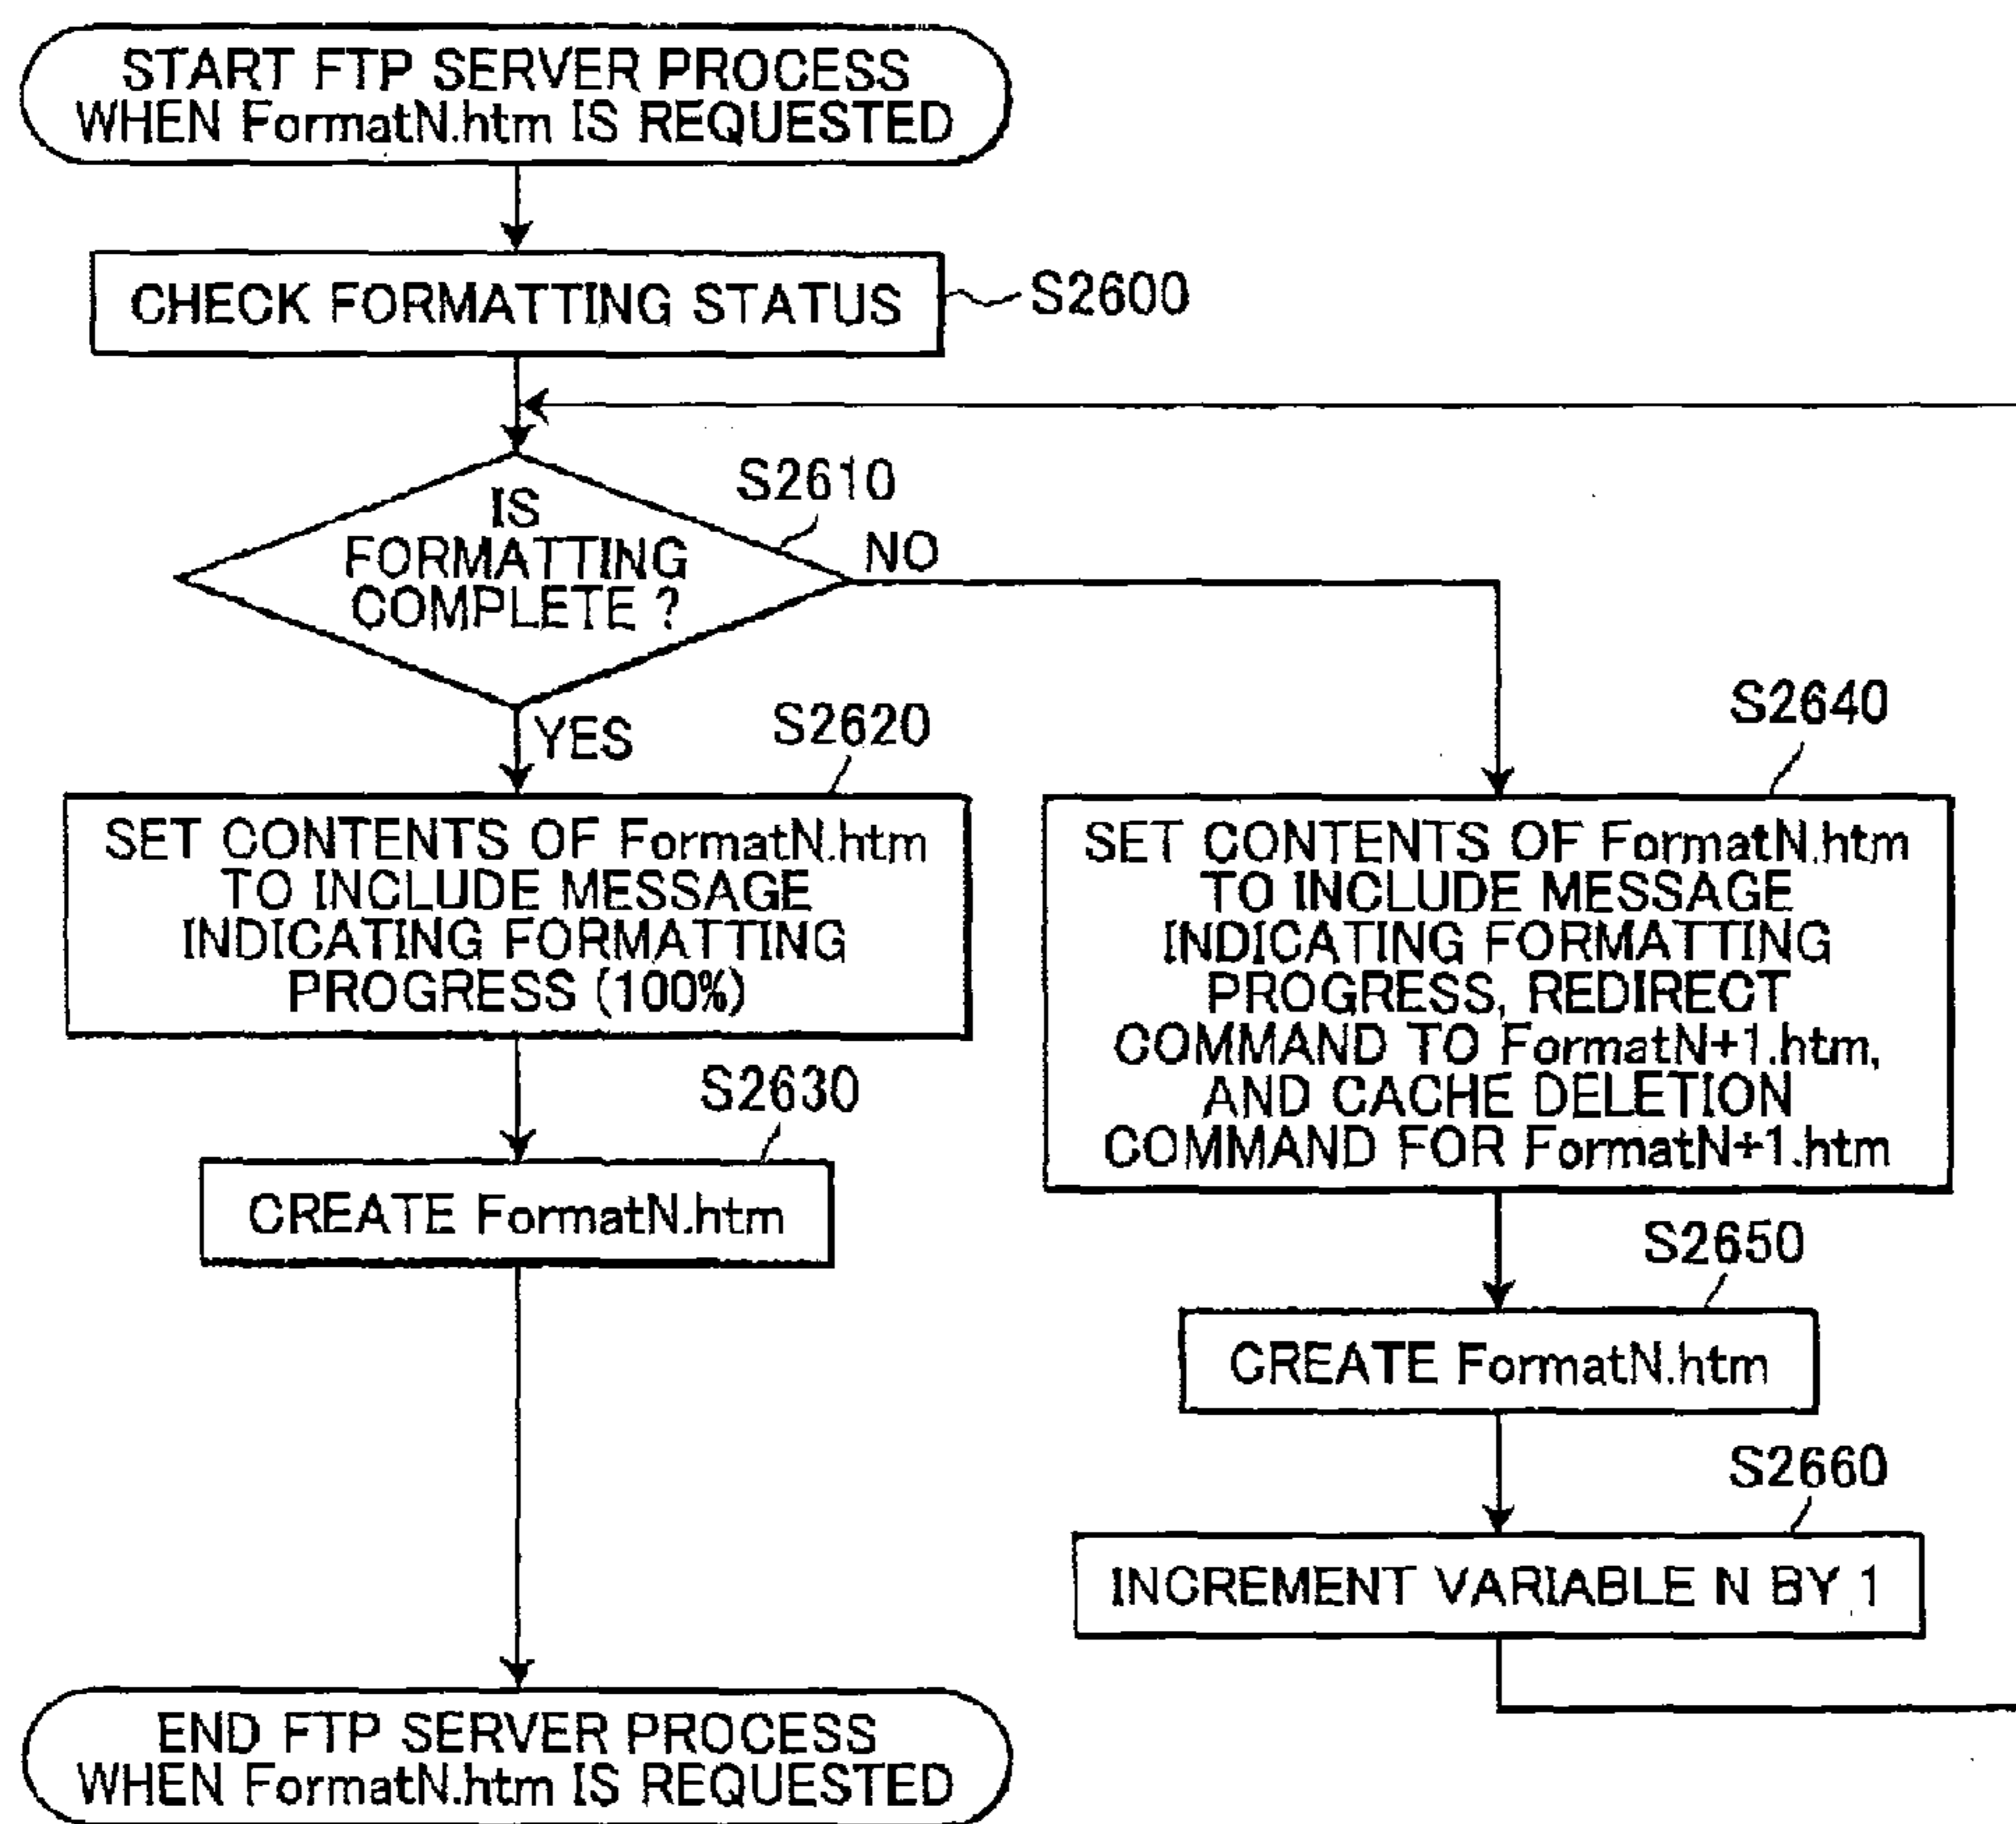 START FTP SERVER PROCESS
WHEN FormatN.htm IS REQUESTED
CHECK FORMATTING STATUS
S2600
S2610
IS
FORMATTING
COMPLETE ?
NO
YES
S2620
SET CONTENTS OF FormatN.htm
TO INCLUDE MESSAGE
INDICATING FORMATTING
PROGRESS (100%)
S2630
CREATE FormatN.htm
S2640
SET CONTENTS OF FormatN.htm
TO INCLUDE MESSAGE
INDICATING FORMATTING
PROGRESS, REDIRECT
COMMAND TO FormatN+1.htm,
AND CACHE DELETION
COMMAND FOR FormatN+1.htm
S2650
CREATE FormatN.htm
S2660
INCREMENT VARIABLE N BY 1
END FTP SERVER PROCESS
WHEN FormatN.htm IS REQUESTED